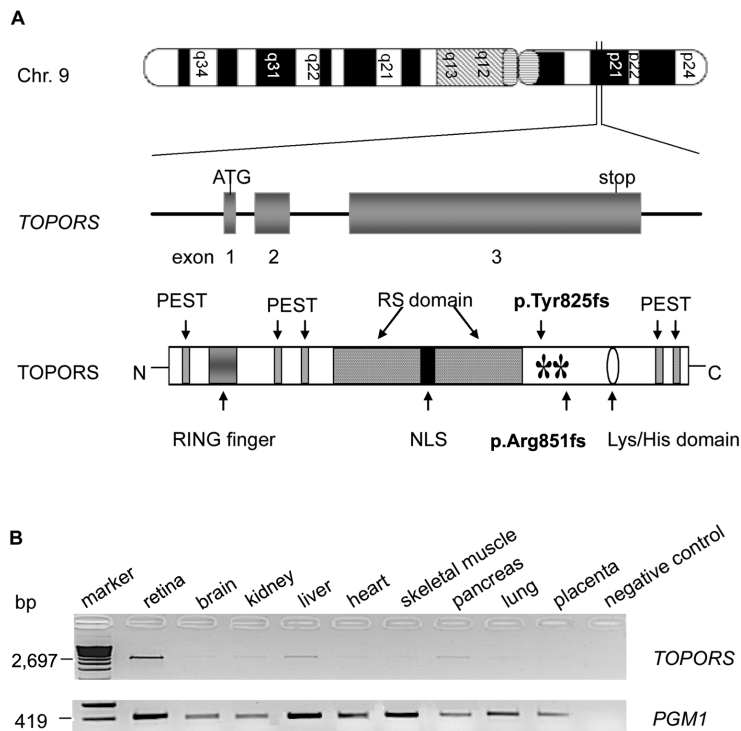 A
Chr. 9
q34 q31 q22 q21 q13 q12 p21 p22 p24
ATG stop
TOPORS
exon 1 2 3
PEST PEST RS domain p.Tyr825fs PEST
TOPORS N C
RING finger NLS p.Arg851fs Lys/His domain
B
bp marker retina brain kidney liver heart skeletal muscle pancreas lung placenta negative control
2,697 TOPORS
419 PGM1